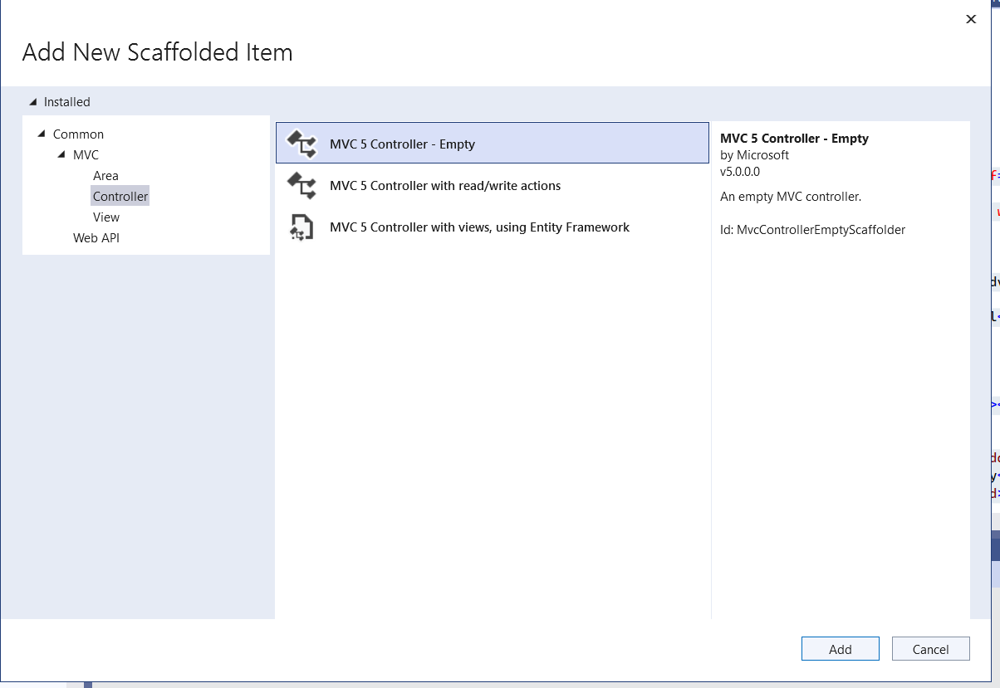 Add New Scaffolded Item
Installed
Common
MVC
Area
Controller
View
Web API
MVC 5 Controller - Empty
MVC 5 Controller with read/write actions
MVC 5 Controller with views, using Entity Framework
MVC 5 Controller - Empty
by Microsoft
v5.0.0.0
An empty MVC controller.
Id: MvcControllerEmptyScaffolder
Add
Cancel